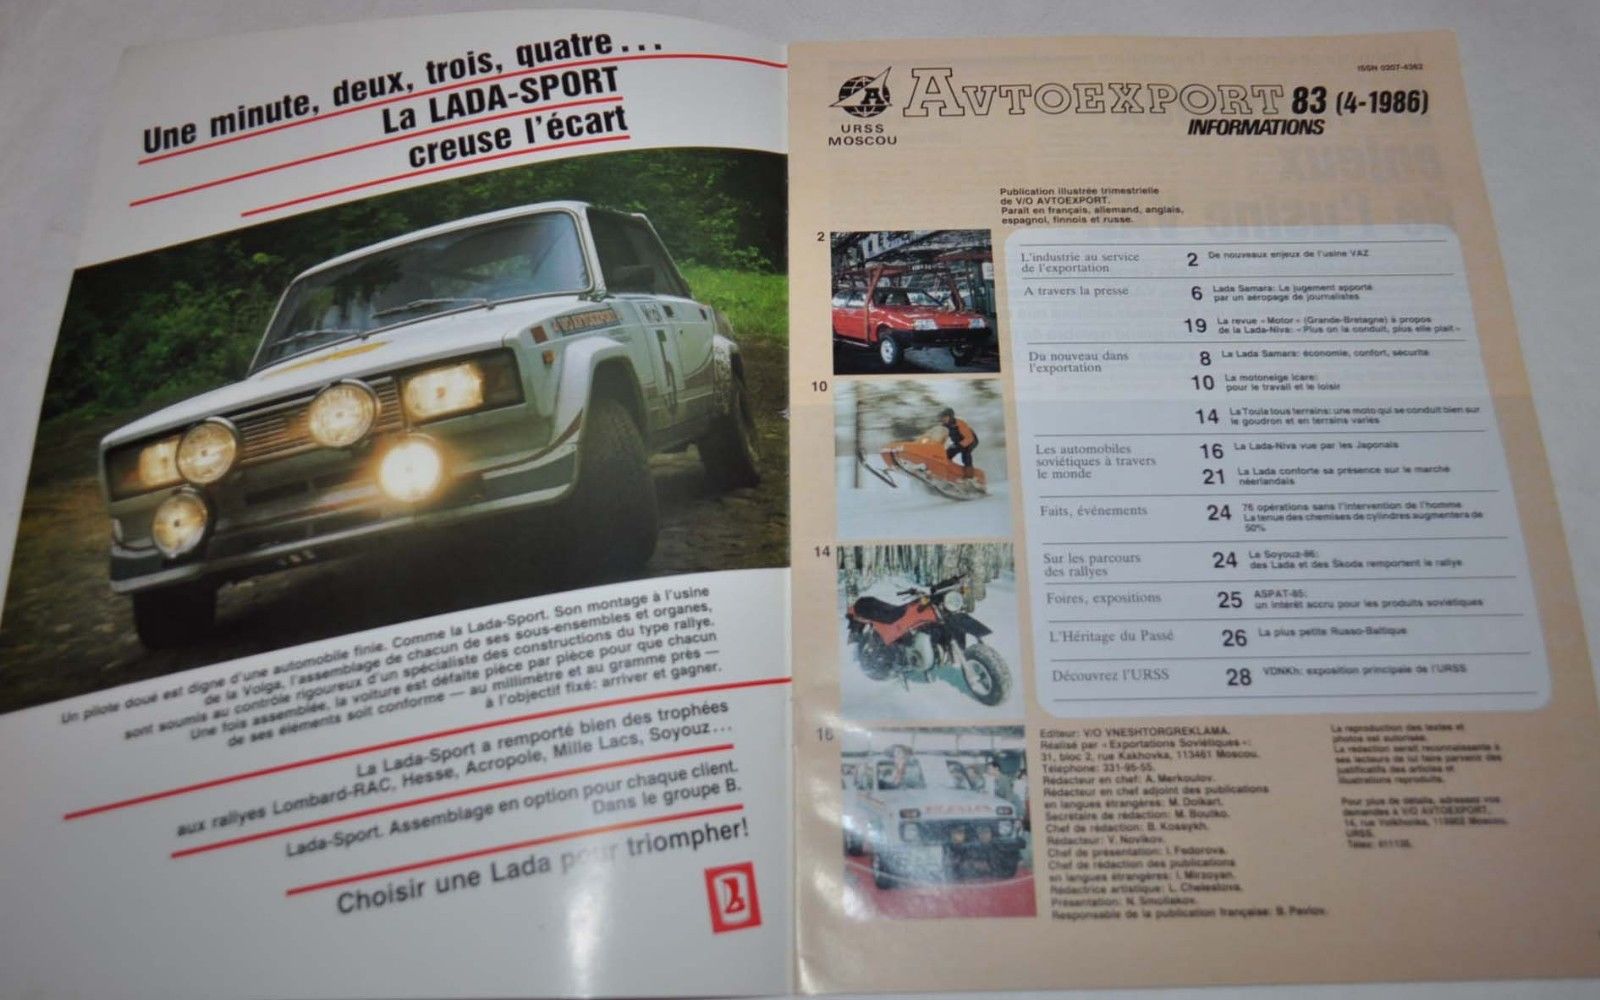 Une minute, deux, trois, quatre...
La LADA-SPORT
creuse l'écart
Un pilote doué est digne d'une automobile finie. Comme la Lada-Sport. Son montage à l'usine
de la Volga, l'assemblage de chacun de ses sous-ensembles et organes,
sont soumis au contrôle rigoureux d'un spécialiste des constructions du type rallye.
Une fois assemblée, la voiture est défaite pièce par pièce pour que chacun
de ses éléments soit conforme — au millimètre et au gramme près —
à l'objectif fixé: arriver et gagner.
La Lada-Sport a remporté bien des trophées
aux rallyes Lombard-RAC, Hesse, Acropole, Mille Lacs, Soyouz...
Lada-Sport. Assemblage en option pour chaque client.
Dans le groupe B.
Choisir une Lada pour triompher!
ISSN 0207-4362
A
URSS
MOSCOU
AVTOEXPORT 83 (4-1986)
INFORMATIONS
Publication illustrée trimestrielle
de V/O AVTOEXPORT.
Paraît en français, allemand, anglais,
espagnol, finnois et russe.
2
10
14
16
L'industrie au service
de l'exportation
2 De nouveaux enjeux de l'usine VAZ
A travers la presse
6 Lada Samara: Le jugement apporté
par un aéropage de journalistes
19 La revue «Motor» (Grande-Bretagne) à propos
de la Lada-Niva: «Plus on la conduit, plus elle plaît»
Du nouveau dans
l'exportation
8 La Lada Samara: économie, confort, sécurité
10 La motoneige Icare:
pour le travail et le loisir
14 La Toula tous terrains: une moto qui se conduit bien sur
le goudron et en terrains variés
Les automobiles
soviétiques à travers
le monde
16 La Lada-Niva vue par les Japonais
21 La Lada conforte sa présence sur le marché
néerlandais
Faits, événements
24 76 opérations sans l'intervention de l'homme
La tenue des chemises de cylindres augmentera de
50%
Sur les parcours
des rallyes
24 Le Soyouz-86:
des Lada et des Škoda remportent le rallye
Foires, expositions
25 ASPAT-85:
un intérêt accru pour les produits soviétiques
L'Héritage du Passé
26 La plus petite Russo-Baltique
Découvrez l'URSS
28 VDNKh: exposition principale de l'URSS
Editeur: V/O VNESHTORGREKLAMA.
Réalisé par «Exportations Soviétiques»:
31, bloc 2, rue Kakhovka, 113461 Moscou.
Téléphone: 331-95-55.
Rédacteur en chef: A. Merkoulov.
Rédacteur en chef adjoint des publications
en langues étrangères: M. Dolkart.
Secrétaire de rédaction: M. Boutko.
Chef de rédaction: B. Kossykh.
Rédacteur: V. Novikov.
Chef de présentation: I. Fedorova.
Chef de rédaction des publications
en langues étrangères: I. Mirzoyan.
Rédactrice artistique: L. Chelestova.
Présentation: N. Smoliakov.
Responsable de la publication française: B. Pavlov.
La reproduction des textes et
photos est autorisée.
La rédaction serait reconnaissante à
ses lecteurs de lui faire parvenir des
justificatifs des articles et
illustrations reproduits.
Pour plus de détails, adressez vos
demandes à V/O AVTOEXPORT,
14, rue Volkhonka, 119902 Moscou,
URSS.
Télex: 411135.